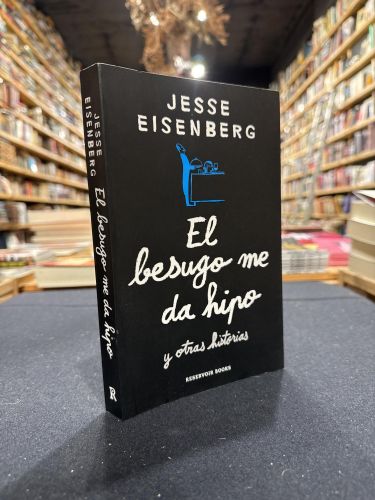 JESSE
EISENBERG
El
besugo me
da hipo
y otras historias
RESERVOIR BOOKS
JESSE
EISENBERG
El besugo me da hipo
R